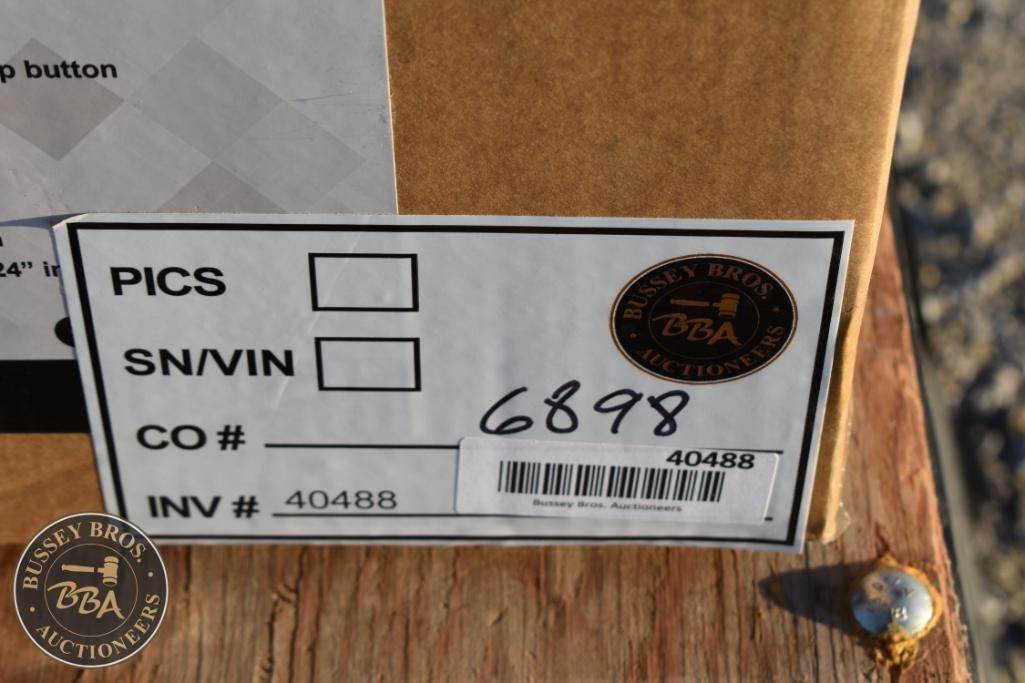 p button
24" in
PICS
SN/VIN
CO # 6898
INV # 40488
BUSSEY BROS.
BBA
AUCTIONEERS
40488
Bussey Bros. Auctioneers
BUSSEY BROS.
BBA
AUCTIONEERS